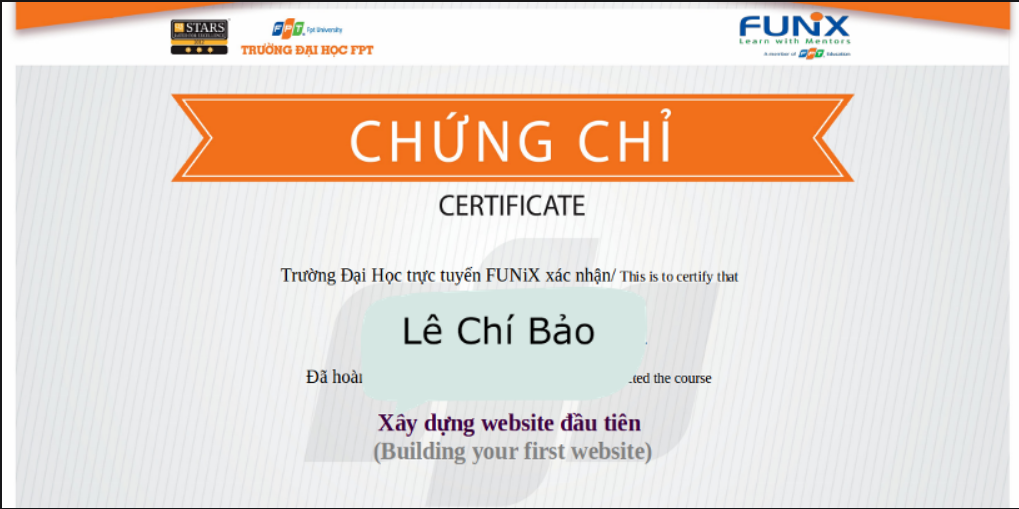 STARS
FPT. Fpt University
TRƯỜNG ĐẠI HỌC FPT
FUNiX
Learn with Mentors
A member of FPT. Education
CHỨNG CHỈ
CERTIFICATE
Trường Đại Học trực tuyến FUNiX xác nhận/ This is to certify that
Lê Chí Bảo
Đã hoàn
ted the course
Xây dựng website đầu tiên
(Building your first website)